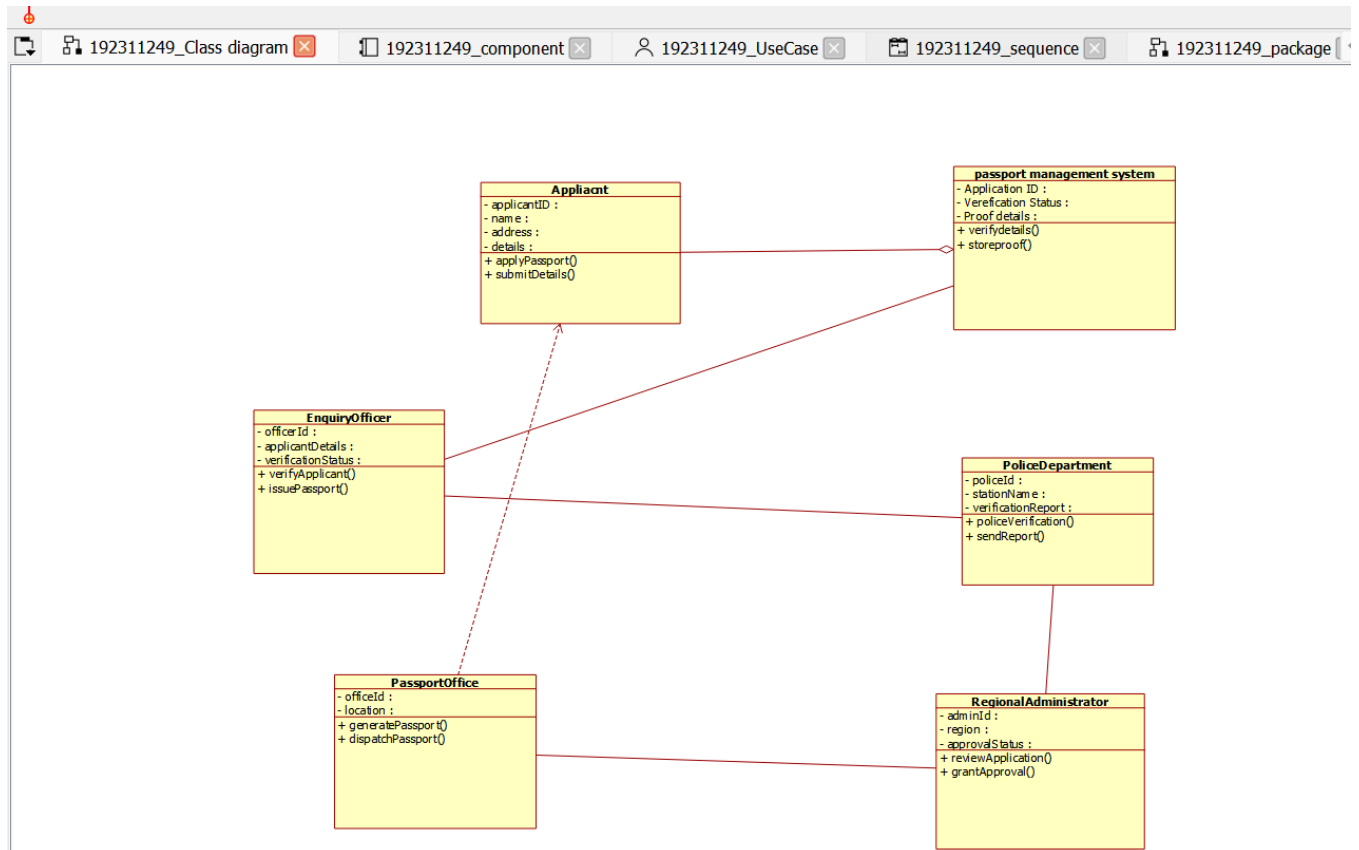 192311249_Class diagram
192311249_component
192311249_UseCase
192311249_sequence
192311249_package
Appliacnt
- applicantID :
- name :
- address :
- details :
+ applyPassport()
+ submitDetails()
passport management system
- Application ID :
- Verefication Status :
- Proof details :
+ verifydetails()
+ storeproof()
EnquiryOfficer
- officerId :
- applicantDetails :
- verificationStatus :
+ verifyApplicant()
+ issuePassport()
PoliceDepartment
- policeId :
- stationName :
- verificationReport :
+ policeVerification()
+ sendReport()
PassportOffice
- officeId :
- location :
+ generatePassport()
+ dispatchPassport()
RegionalAdministrator
- adminId :
- region :
- approvalStatus :
+ reviewApplication()
+ grantApproval()